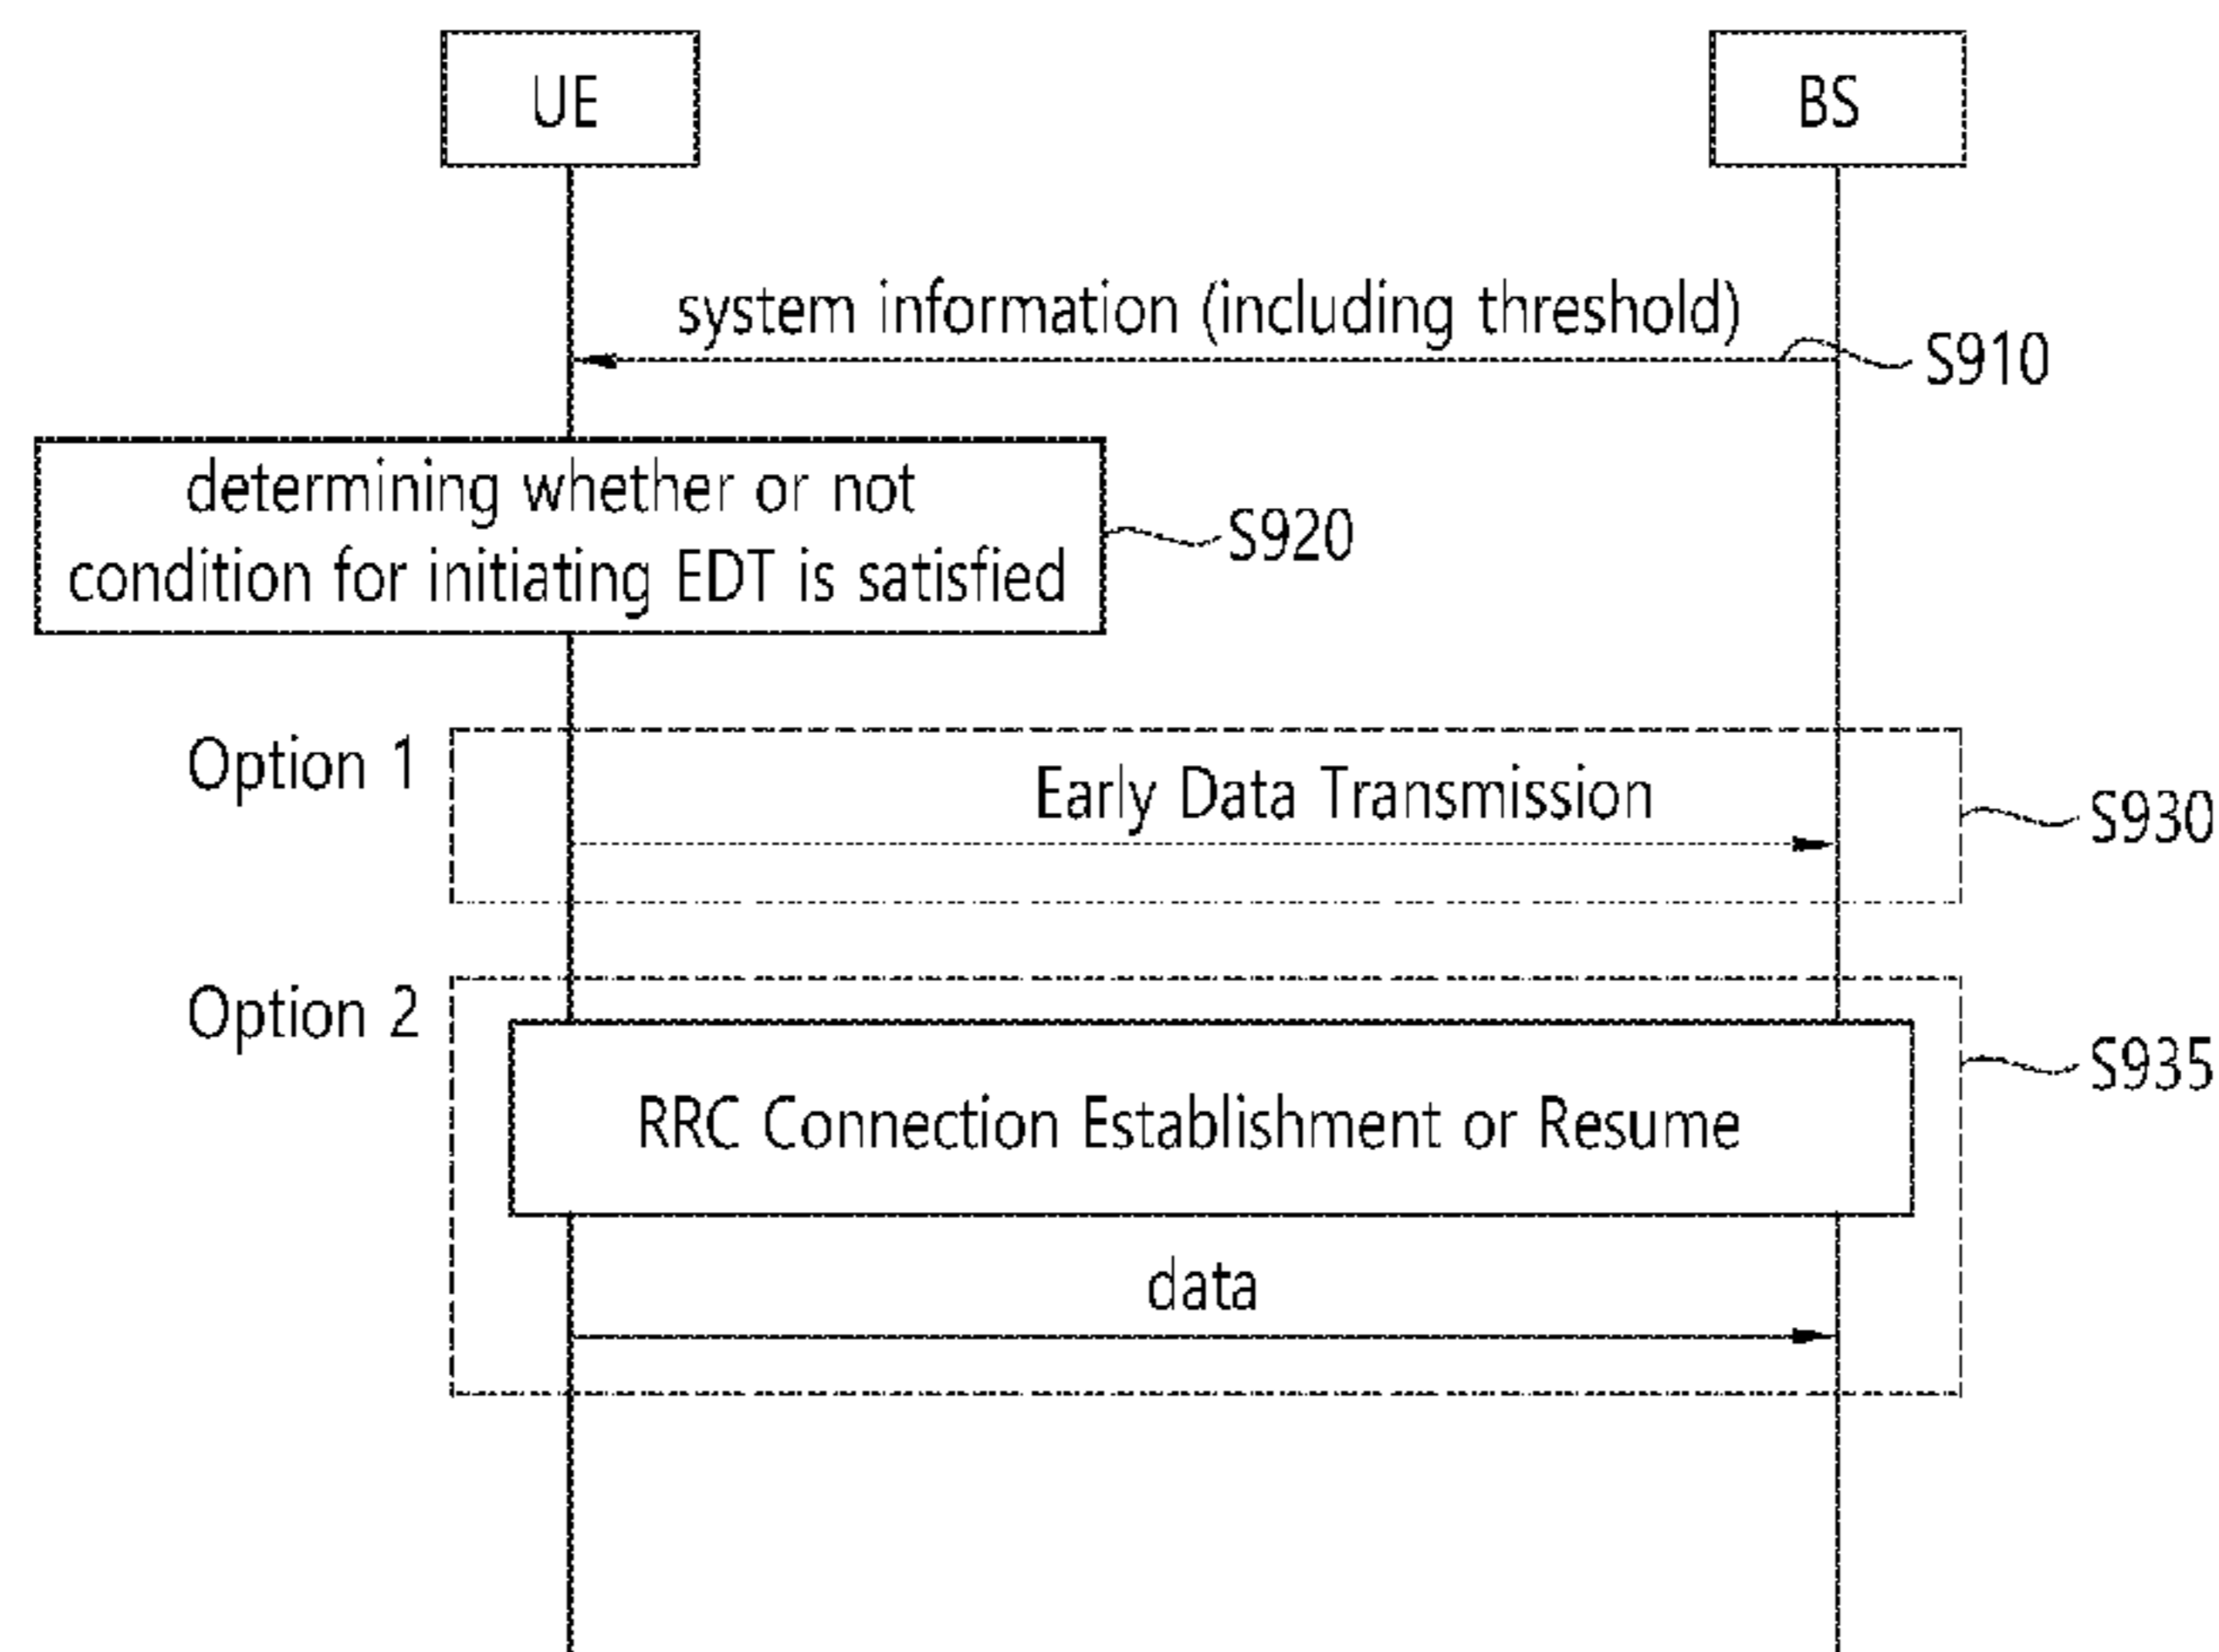 UE
BS
system information (including threshold)
S910
determining whether or not
condition for initiating EDT is satisfied
S920
Option 1
Early Data Transmission
S930
Option 2
RRC Connection Establishment or Resume
S935
data